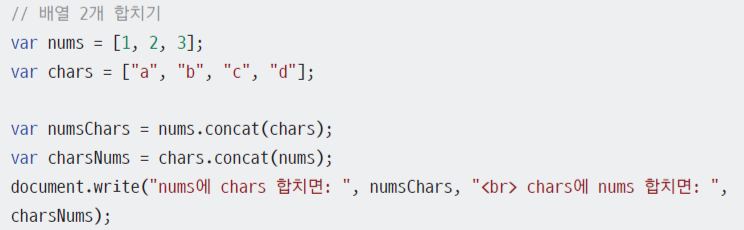 // 배열 2개 합치기
var nums = [1, 2, 3];
var chars = ["a", "b", "c", "d"];
var numsChars = nums.concat(chars);
var charsNums = chars.concat(nums);
document.write("nums에 chars 합치면: ", numsChars, "<br> chars에 nums 합치면: ",
charsNums);